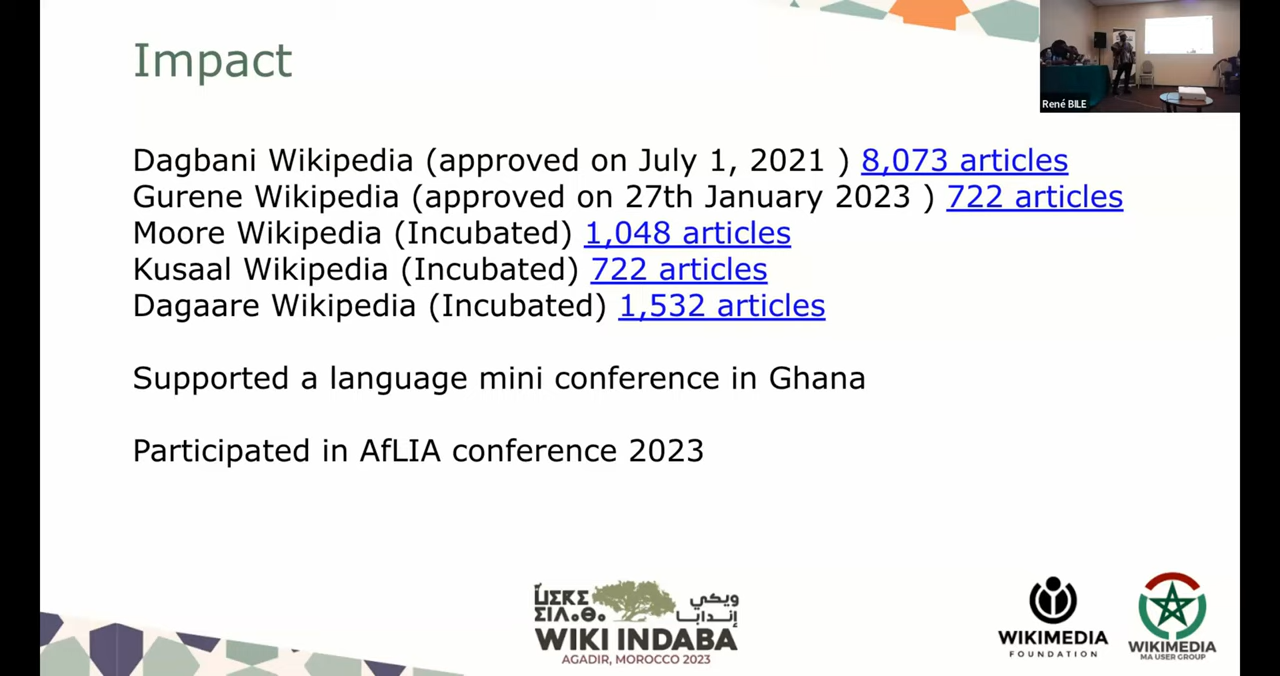 Impact
René BILE
Dagbani Wikipedia (approved on July 1, 2021 ) 8,073 articles
Gurene Wikipedia (approved on 27th January 2023 ) 722 articles
Moore Wikipedia (Incubated) 1,048 articles
Kusaal Wikipedia (Incubated) 722 articles
Dagaare Wikipedia (Incubated) 1,532 articles
Supported a language mini conference in Ghana
Participated in AfLIA conference 2023
ويكي
إندابا
WIKI INDABA
AGADIR, MOROCCO 2023
WIKIMEDIA
FOUNDATION
WIKIMEDIA
MA USER GROUP